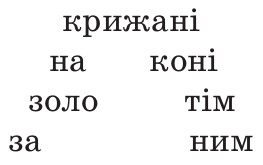 крижані
на коні
золо тім
за ним